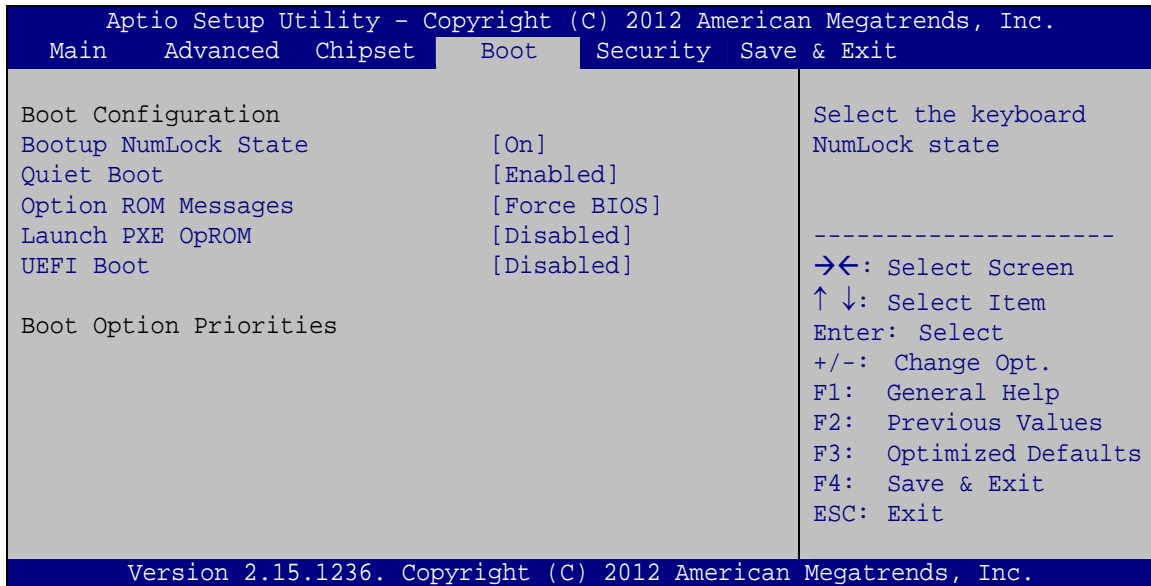 Aptio Setup Utility – Copyright (C) 2012 American Megatrends, Inc.
Main Advanced Chipset Boot Security Save & Exit
Boot Configuration
Bootup NumLock State [On]
Quiet Boot [Enabled]
Option ROM Messages [Force BIOS]
Launch PXE OpROM [Disabled]
UEFI Boot [Disabled]
Boot Option Priorities
Select the keyboard
NumLock state
---------------------
→←: Select Screen
↑ ↓: Select Item
Enter: Select
+/-: Change Opt.
F1: General Help
F2: Previous Values
F3: Optimized Defaults
F4: Save & Exit
ESC: Exit
Version 2.15.1236. Copyright (C) 2012 American Megatrends, Inc.